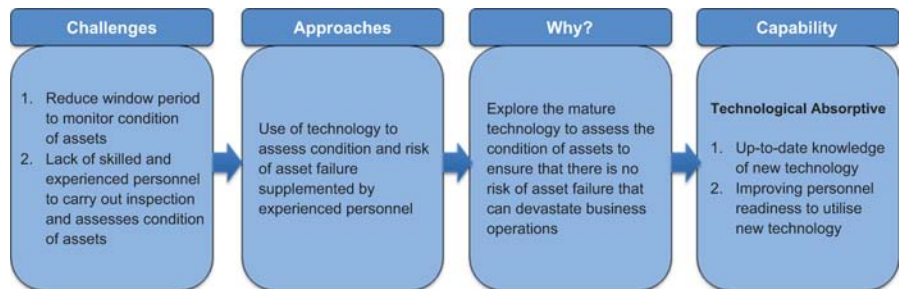 Challenges
1. Reduce window period
to monitor condition
of assets
2. Lack of skilled and
experienced personnel
to carry out inspection
and assesses condition
of assets
Approaches
Use of technology to
assess condition and risk
of asset failure
supplemented by
experienced personnel
Why?
Explore the mature
technology to assess the
condition of assets to
ensure that there is no
risk of asset failure that
can devastate business
operations
Capability
Technological Absorptive
1. Up-to-date knowledge
of new technology
2. Improving personnel
readiness to utilise
new technology